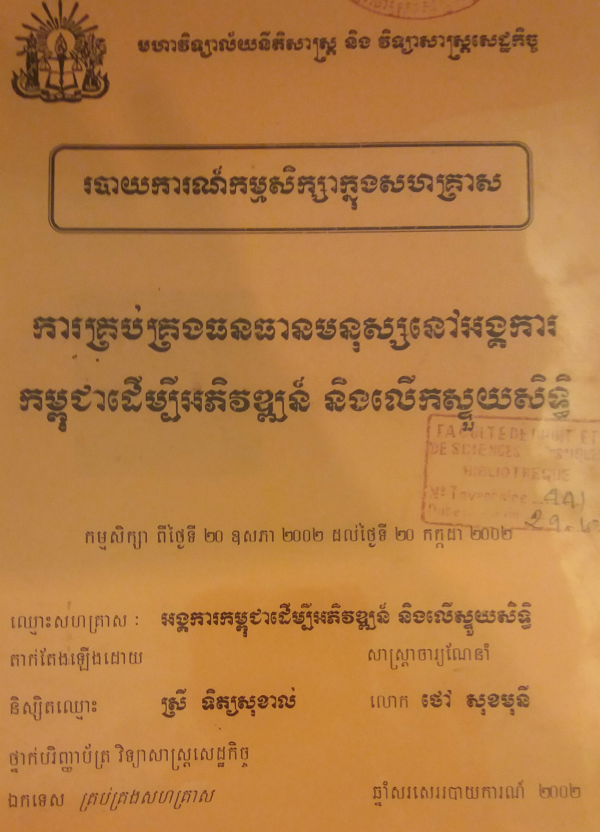 មហាវិទ្យាល័យនីតិសាស្ត្រ និង វិទ្យាសាស្ត្រសេដ្ឋកិច្ច
របាយការណ៍កម្មសិក្សាក្នុងសហគ្រាស
ការគ្រប់គ្រងធនធានមនុស្សនៅអង្គការ
កម្ពុជាដើម្បីអភិវឌ្ឍន៍ និងលើកស្ទួយសិទ្ធិ
FACULTE DE DROIT ET
DE SCIENCES
BIBLIOTHEQUE
កម្មសិក្សា ពីថ្ងៃទី ២០ ឧសភា ២០០២ ដល់ថ្ងៃទី ២០ កក្កដា ២០០២
ឈ្មោះសហគ្រាស : អង្គការកម្ពុជាដើម្បីអភិវឌ្ឍន៍ និងលើស្ទួយសិទ្ធិ
តាក់តែងឡើងដោយ សាស្ត្រាចារ្យណែនាំ
និស្សិតឈ្មោះ ស្រី ទិត្យសុខាល់ លោក ថៅ សុខមុនី
ថ្នាក់បរិញ្ញាប័ត្រ វិទ្យាសាស្ត្រសេដ្ឋកិច្ច
ឯកទេស គ្រប់គ្រងសហគ្រាស ឆ្នាំសរសេររបាយការណ៍ ២០០២